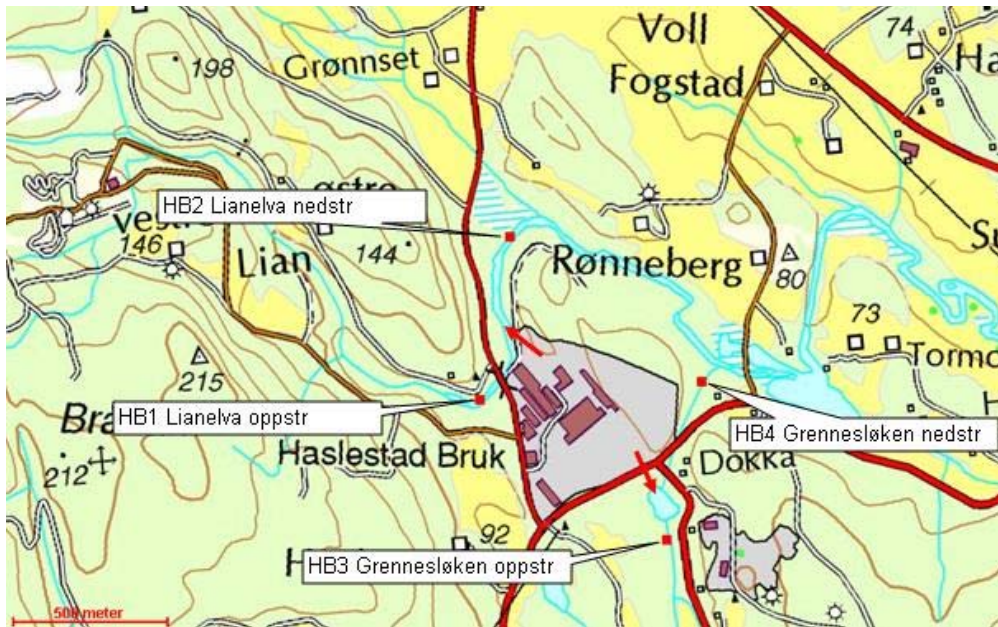 Voll
74
198
Grønnset
Fogstad
HB2 Lianelva nedstr
146
Lian
144
Rønneberg
80
73
215
HB1 Lianelva oppstr
HB4 Grennesløken nedstr
212
Haslestad Bruk
Dokka
92
HB3 Grennesløken oppstr
500 meter